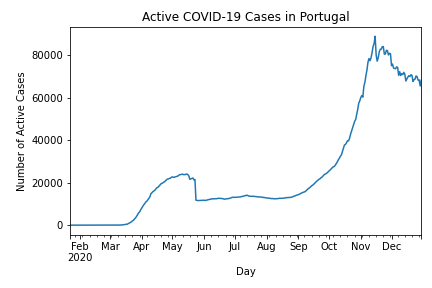 Active COVID-19 Cases in Portugal
Number of Active Cases
80000
60000
40000
20000
0
Feb Mar Apr May Jun Jul Aug Sep Oct Nov Dec
2020
Day